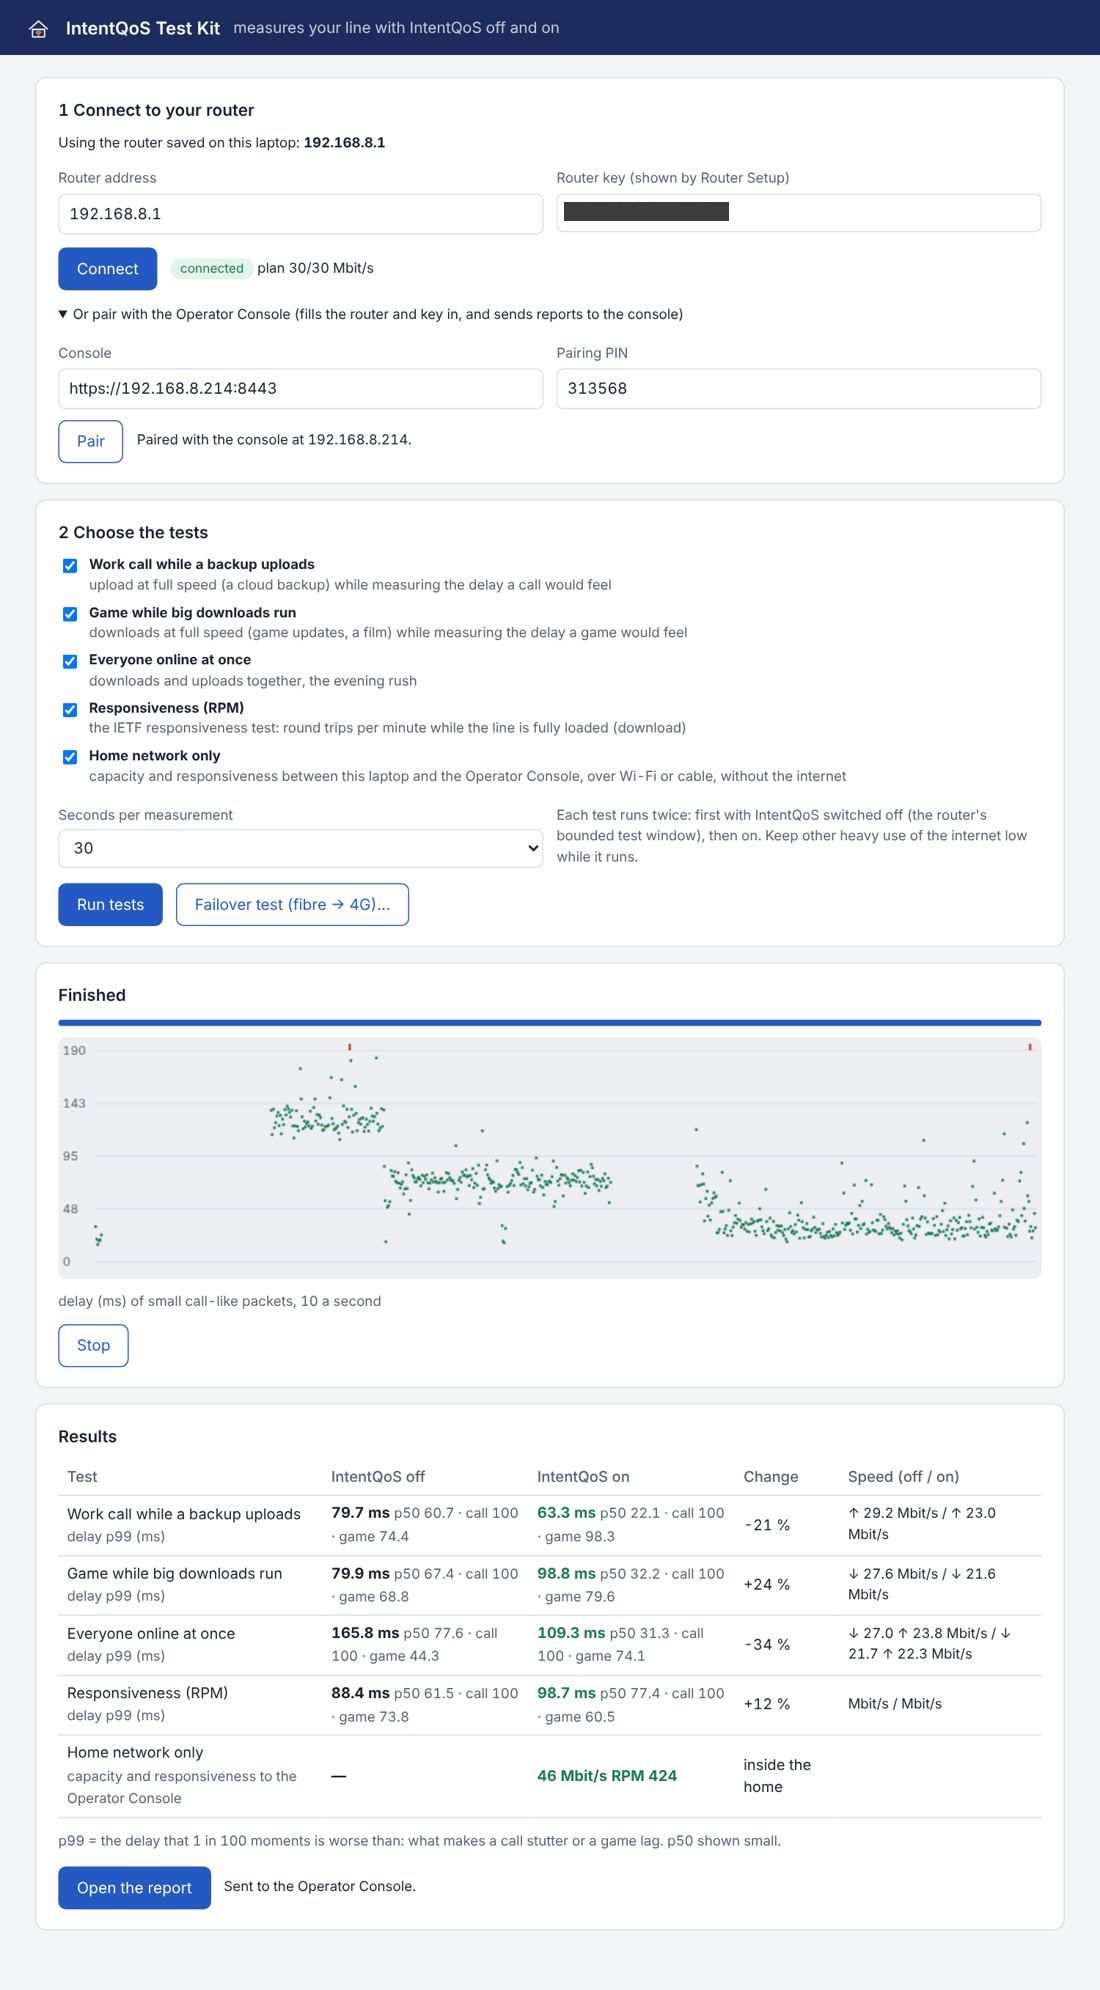 IntentQoS Test Kit measures your line with IntentQoS off and on
1 Connect to your router
Using the router saved on this laptop: 192.168.8.1
Router address
Router key (shown by Router Setup)
192.168.8.1
Connect
connected plan 30/30 Mbit/s
▼ Or pair with the Operator Console (fills the router and key in, and sends reports to the console)
Console
Pairing PIN
https://192.168.8.214:8443
313568
Pair
Paired with the console at 192.168.8.214.
2 Choose the tests
Work call while a backup uploads
upload at full speed (a cloud backup) while measuring the delay a call would feel
Game while big downloads run
downloads at full speed (game updates, a film) while measuring the delay a game would feel
Everyone online at once
downloads and uploads together, the evening rush
Responsiveness (RPM)
the IETF responsiveness test: round trips per minute while the line is fully loaded (download)
Home network only
capacity and responsiveness between this laptop and the Operator Console, over Wi-Fi or cable, without the internet
Seconds per measurement
30
Each test runs twice: first with IntentQoS switched off (the router's
bounded test window), then on. Keep other heavy use of the internet low
while it runs.
Run tests
Failover test (fibre → 4G)...
Finished
190
143
95
48
0
delay (ms) of small call-like packets, 10 a second
Stop
Results
Test
IntentQoS off
IntentQoS on
Change
Speed (off / on)
Work call while a backup uploads
delay p99 (ms)
79.7 ms p50 60.7 · call 100
· game 74.4
63.3 ms p50 22.1 · call 100
· game 98.3
-21 %
↑ 29.2 Mbit/s / ↑ 23.0
Mbit/s
Game while big downloads run
delay p99 (ms)
79.9 ms p50 67.4 · call 100
· game 68.8
98.8 ms p50 32.2 · call 100
· game 79.6
+24 %
↓ 27.6 Mbit/s / ↓ 21.6
Mbit/s
Everyone online at once
delay p99 (ms)
165.8 ms p50 77.6 · call
100 · game 44.3
109.3 ms p50 31.3 · call
100 · game 74.1
-34 %
↓ 27.0 ↑ 23.8 Mbit/s / ↓
21.7 ↑ 22.3 Mbit/s
Responsiveness (RPM)
delay p99 (ms)
88.4 ms p50 61.5 · call 100
· game 73.8
98.7 ms p50 77.4 · call 100
· game 60.5
+12 %
Mbit/s / Mbit/s
Home network only
capacity and responsiveness to the
Operator Console
—
46 Mbit/s RPM 424
inside the
home
p99 = the delay that 1 in 100 moments is worse than: what makes a call stutter or a game lag. p50 shown small.
Open the report
Sent to the Operator Console.